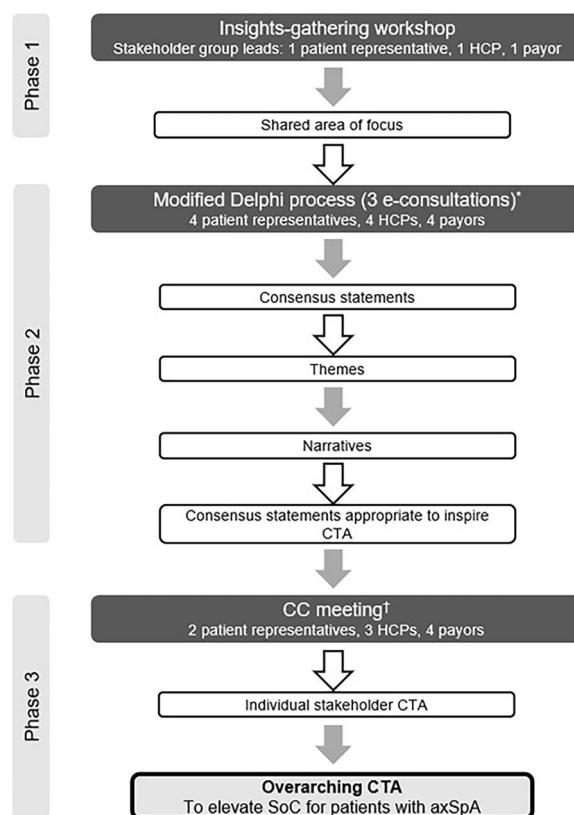 Phase 1
Insights-gathering workshop
Stakeholder group leads: 1 patient representative, 1 HCP, 1 payor
Shared area of focus
Phase 2
Modified Delphi process (3 e-consultations)*
4 patient representatives, 4 HCPs, 4 payors
Consensus statements
Themes
Narratives
Consensus statements appropriate to inspire
CTA
Phase 3
CC meeting†
2 patient representatives, 3 HCPs, 4 payors
Individual stakeholder CTA
Overarching CTA
To elevate SoC for patients with axSpA